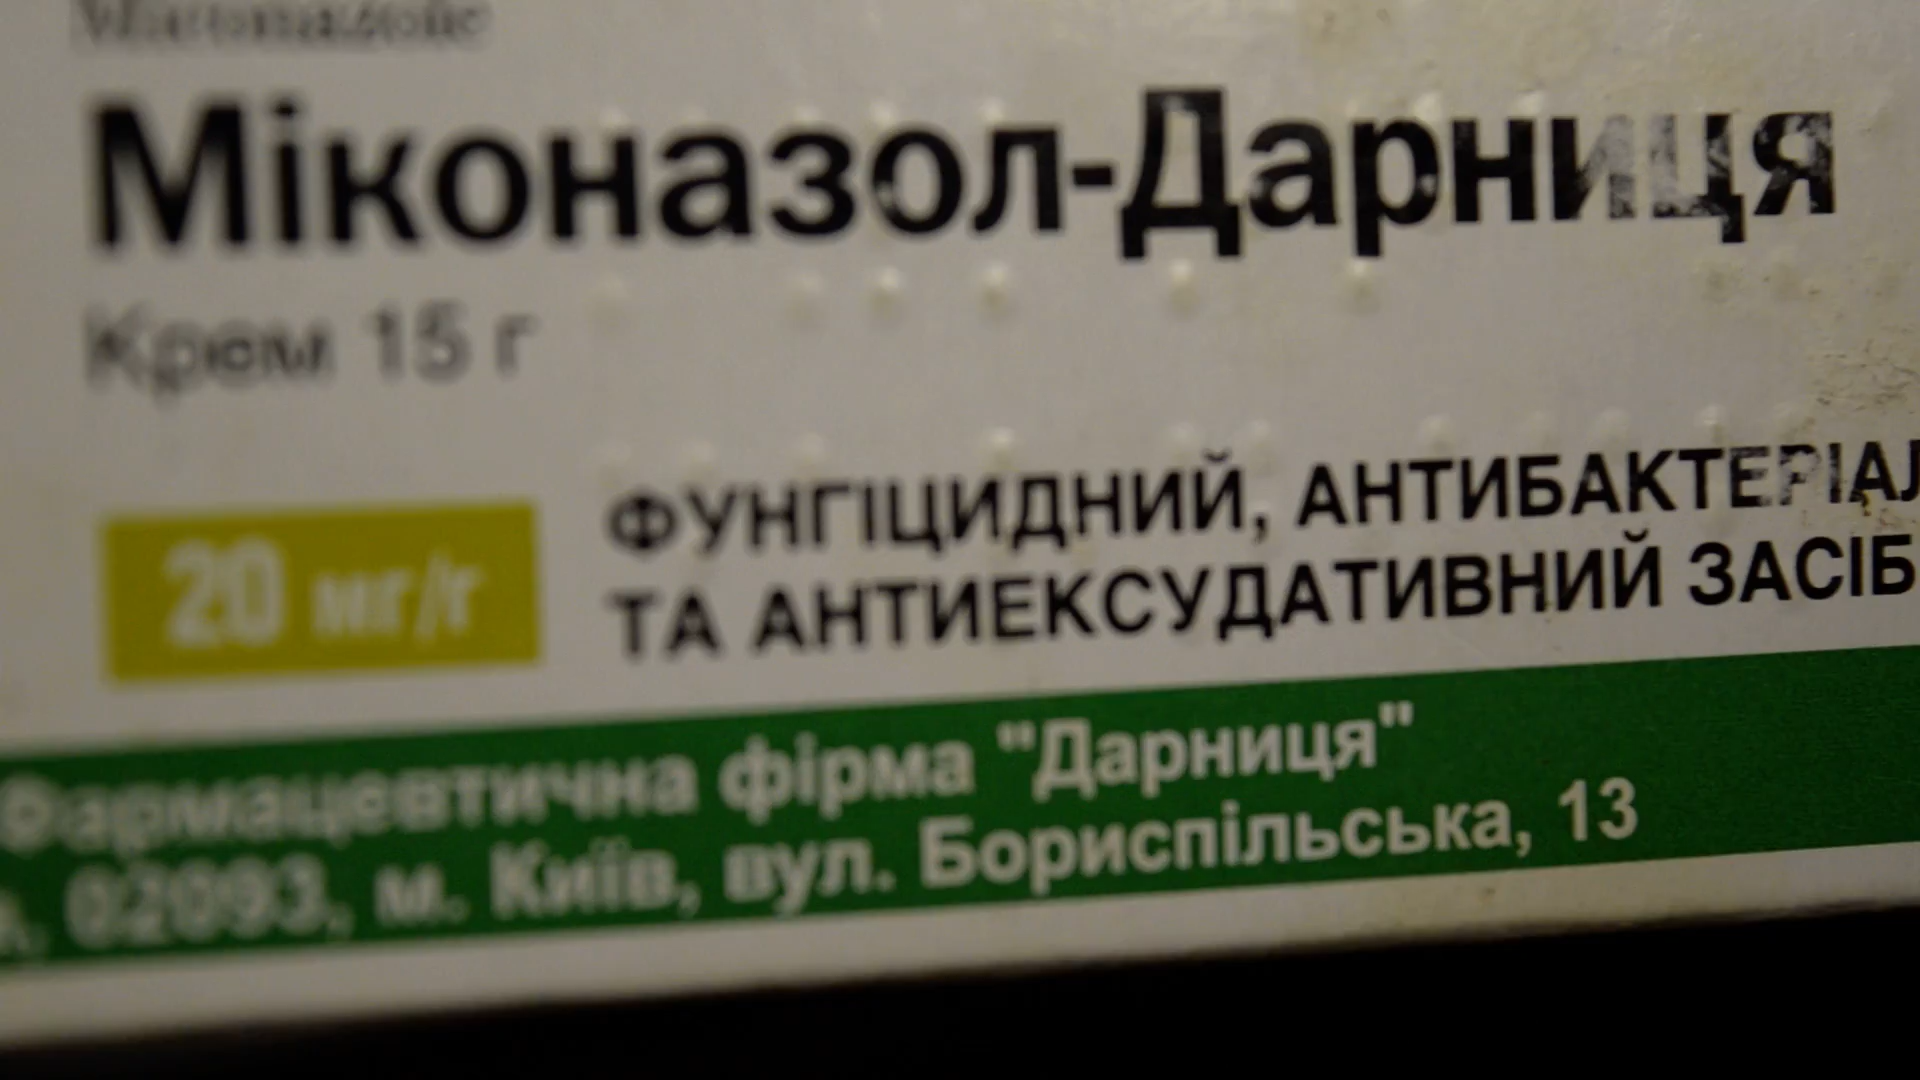 Міконазол-Дарниця
Крем 15 г
20 мг/г
ФУНГІЦИДНИЙ, АНТИБАКТЕРІАЛ
ТА АНТИЕКСУДАТИВНИЙ ЗАСІБ
Фармацевтична фірма "Дарниця"
02093, м. Київ, вул. Бориспільська, 13